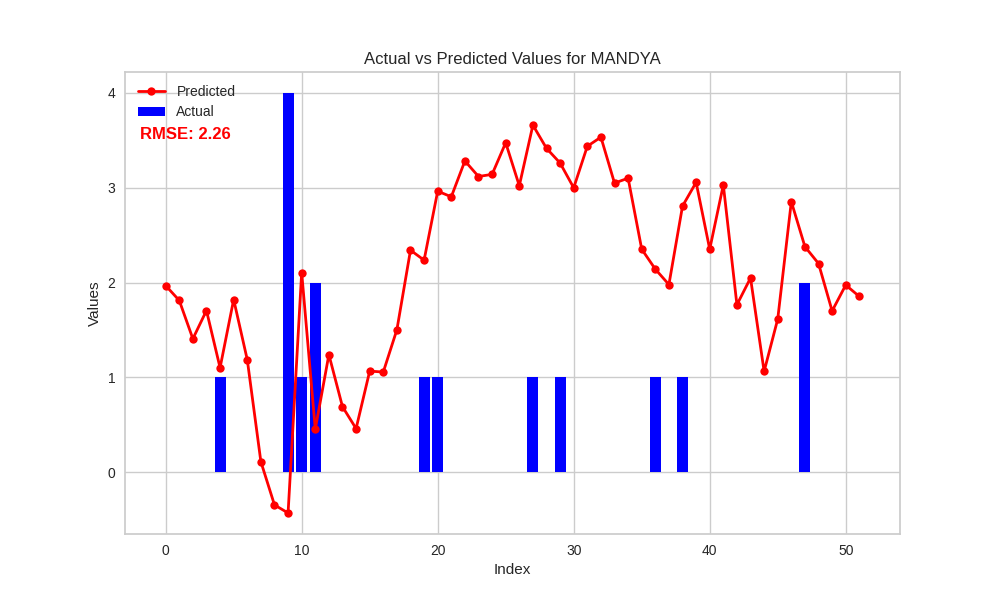 Actual vs Predicted Values for MANDYA
Predicted
Actual
RMSE: 2.26
Values
4
3
2
1
0
0 10 20 30 40 50
Index